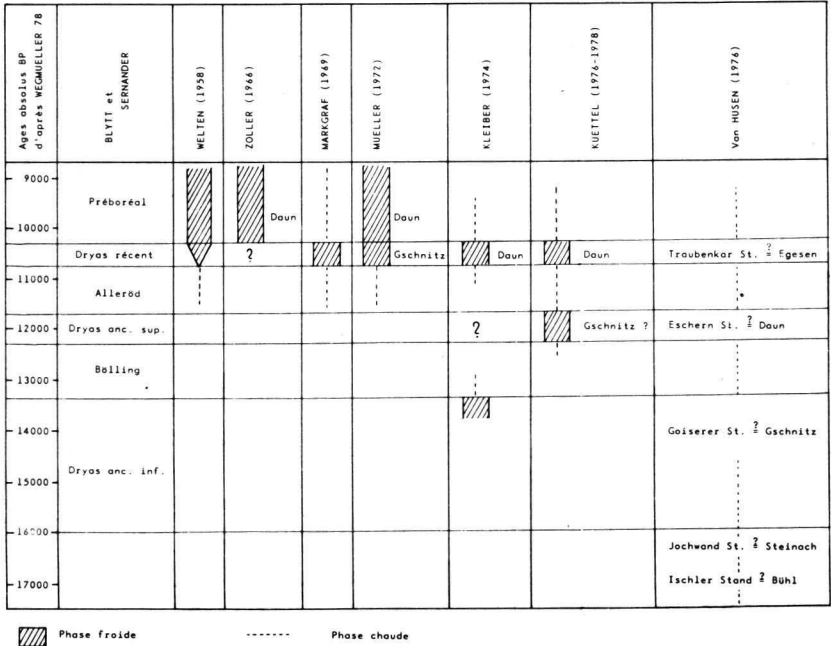 Ages absolus BP
d'après WEGMUELLER 78
BLYTT et
SERNANDER
WELTEN (1958)
ZOLLER (1966)
MARKGRAF (1969)
MUELLER (1972)
KLEIBER (1974)
KUETTEL (1976-1978)
Van HUSEN (1976)
9000
Préboréal
Daun
Daun
10000
Dryas récent
?
Gschnitz
Daun
Daun
Traubenkar St. ≟ Egesen
11000
Alleröd
12000
Dryas anc. sup.
?
Gschnitz ?
Eschern St. ≟ Daun
Bölling
13000
14000
Goiserer St. ≟ Gschnitz
Dryas anc. inf.
15000
16000
Jochwand St. ≟ Steinach
17000
Ischler Stand ≟ Bühl
Phase froide
Phase chaude